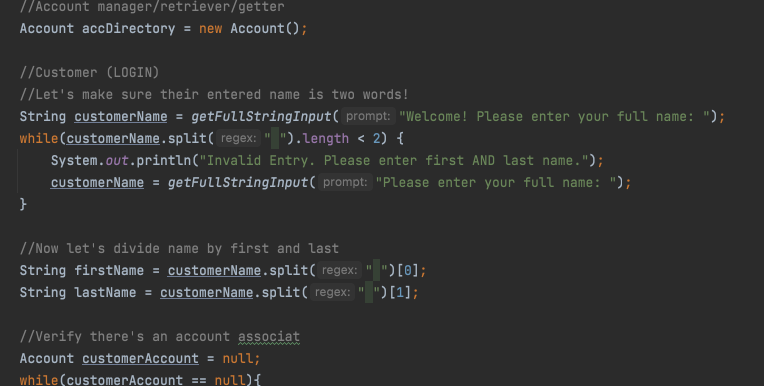 //Account manager/retriever/getter
Account accDirectory = new Account();
//Customer (LOGIN)
//Let's make sure their entered name is two words!
String customerName = getFullStringInput( prompt: "Welcome! Please enter your full name: ");
while(customerName.split( regex: " ").length < 2) {
System.out.println("Invalid Entry. Please enter first AND last name.");
customerName = getFullStringInput( prompt: "Please enter your full name: ");
}
//Now let's divide name by first and last
String firstName = customerName.split( regex: " ")[0];
String lastName = customerName.split( regex: " ")[1];
//Verify there's an account associat
Account customerAccount = null;
while(customerAccount == null){